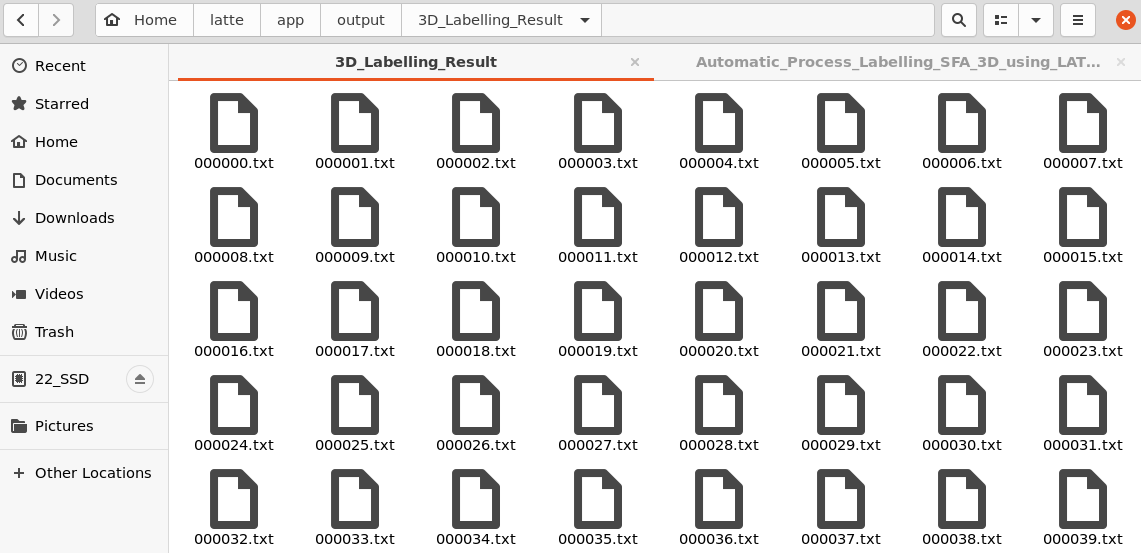 Home latte app output 3D_Labelling_Result
Recent
Starred
Home
Documents
Downloads
Music
Videos
Trash
22_SSD
Pictures
Other Locations
3D_Labelling_Result Automatic_Process_Labelling_SFA_3D_using_LAT...
000000.txt 000001.txt 000002.txt 000003.txt 000004.txt 000005.txt 000006.txt 000007.txt
000008.txt 000009.txt 000010.txt 000011.txt 000012.txt 000013.txt 000014.txt 000015.txt
000016.txt 000017.txt 000018.txt 000019.txt 000020.txt 000021.txt 000022.txt 000023.txt
000024.txt 000025.txt 000026.txt 000027.txt 000028.txt 000029.txt 000030.txt 000031.txt
000032.txt 000033.txt 000034.txt 000035.txt 000036.txt 000037.txt 000038.txt 000039.txt